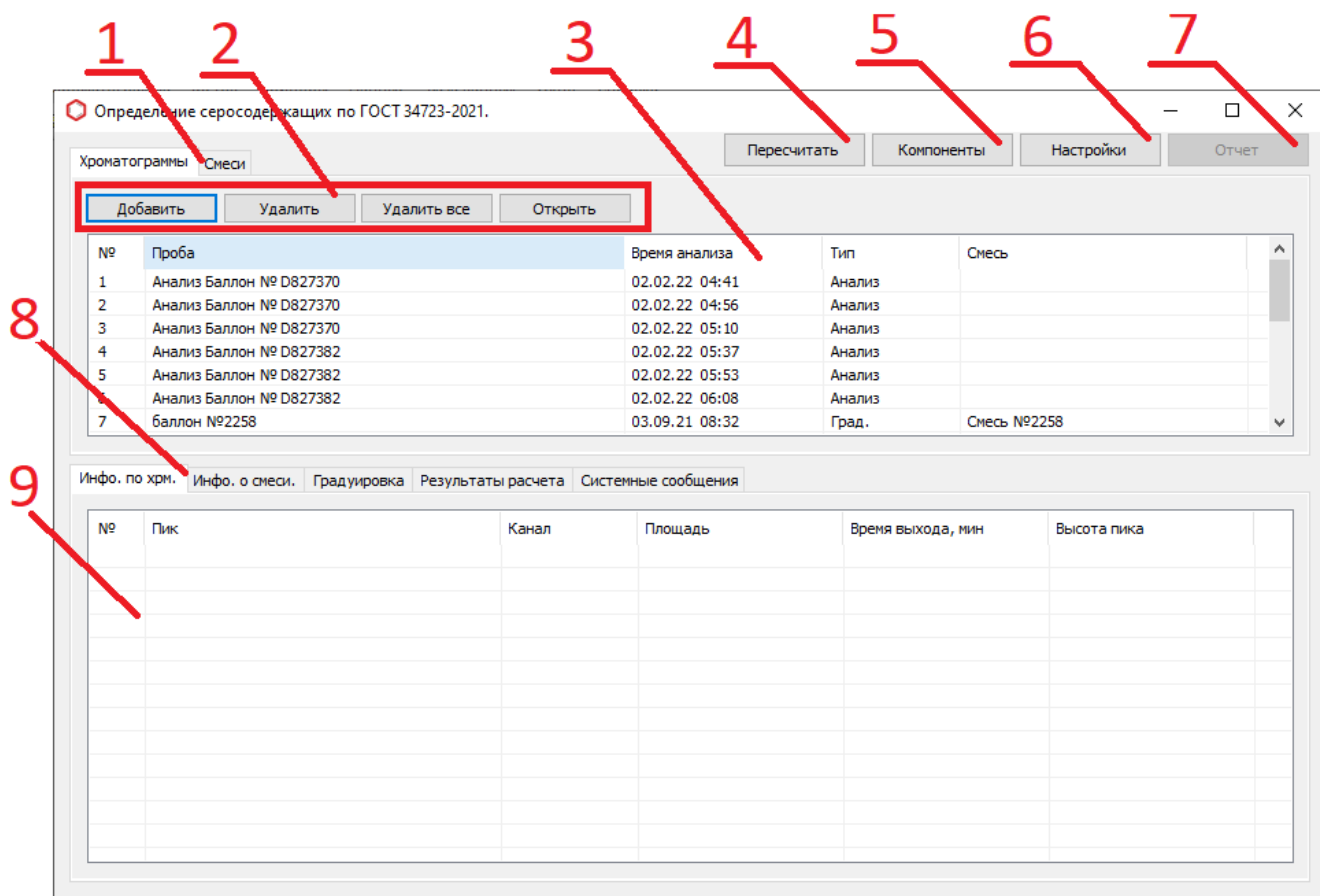 1 2 3 4 5 6 7
Определение серосодержащих по ГОСТ 34723-2021.
Пересчитать Компоненты Настройки Отчет
Хроматограммы Смеси
Добавить Удалить Удалить все Открыть
№ Проба Время анализа Тип Смесь
1 Анализ Баллон № D827370 02.02.22 04:41 Анализ
2 Анализ Баллон № D827370 02.02.22 04:56 Анализ
3 Анализ Баллон № D827370 02.02.22 05:10 Анализ
8
4 Анализ Баллон № D827382 02.02.22 05:37 Анализ
5 Анализ Баллон № D827382 02.02.22 05:53 Анализ
6 Анализ Баллон № D827382 02.02.22 06:08 Анализ
7 баллон №2258 03.09.21 08:32 Град. Смесь №2258
9
Инфо. по хрм. Инфо. о смеси. Градуировка Результаты расчета Системные сообщения
№ Пик Канал Площадь Время выхода, мин Высота пика